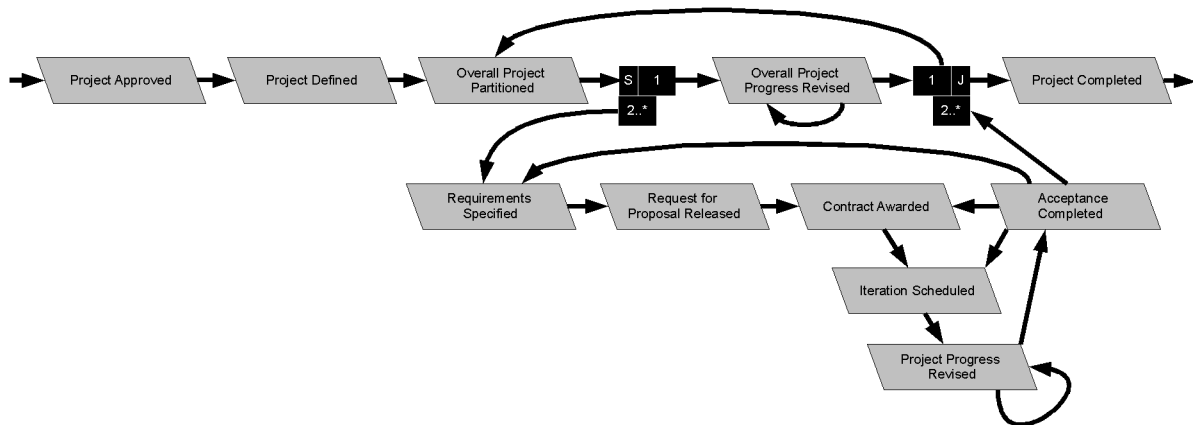 Project Approved
Project Defined
Overall Project
Partitioned
S 1
2..*
Overall Project
Progress Revised
1 J
2..*
Project Completed
Requirements
Specified
Request for
Proposal Released
Contract Awarded
Acceptance
Completed
Iteration Scheduled
Project Progress
Revised